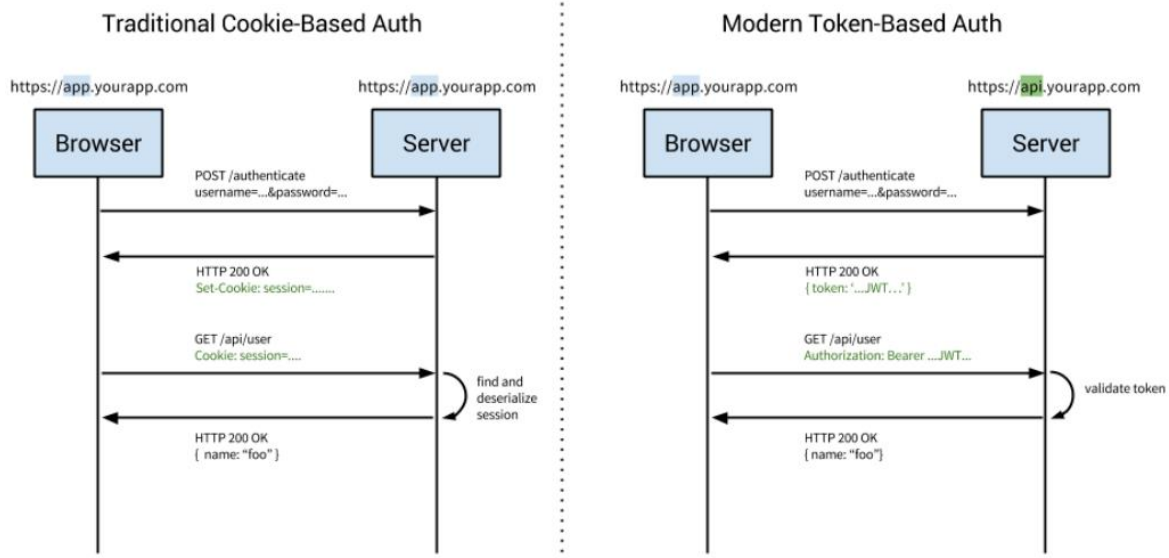 Traditional Cookie-Based Auth
https://app.yourapp.com
https://app.yourapp.com
Browser
Server
POST /authenticate
username=...&password=...
HTTP 200 OK
Set-Cookie: session=.......
GET /api/user
Cookie: session=....
find and
deserialize
session
HTTP 200 OK
{ name: “foo” }
Modern Token-Based Auth
https://app.yourapp.com
https://api.yourapp.com
Browser
Server
POST /authenticate
username=...&password=...
HTTP 200 OK
{ token: ‘...JWT...’ }
GET /api/user
Authorization: Bearer ...JWT...
validate token
HTTP 200 OK
{ name: “foo”}